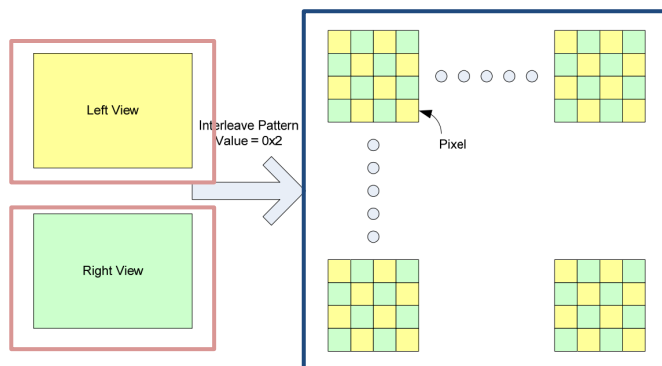 Left View
Interleave Pattern
Value = 0x2
Pixel
Right View